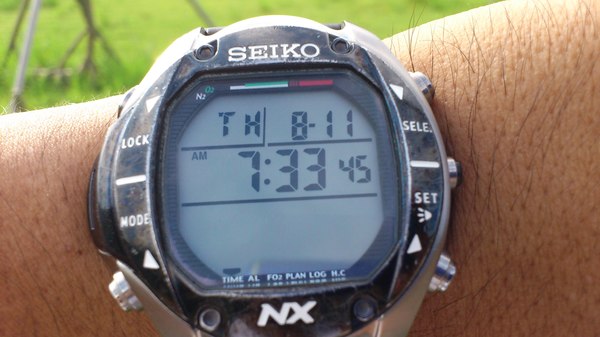 SEIKO
N2 O2
TH 8-11
LOCK
SELE
AM 7:33 45
MODE
SET
TIME AL FO2 PLAN LOG H.C
NX